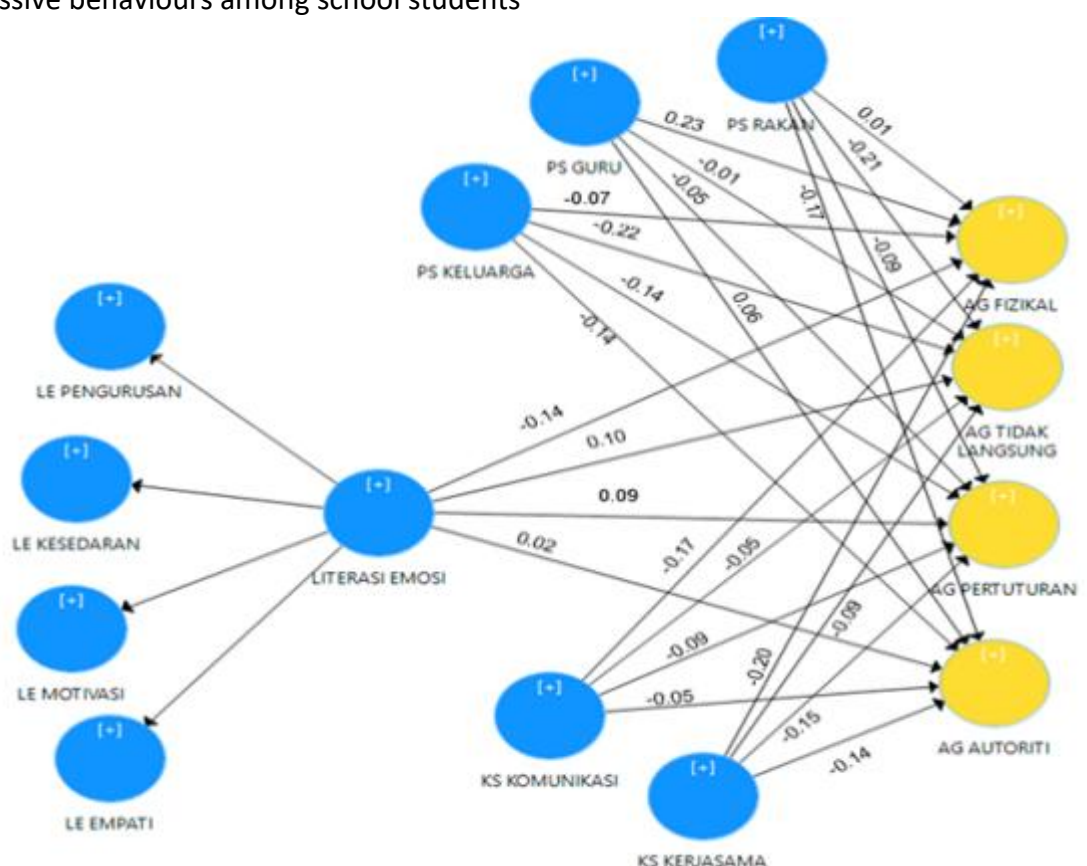 ssive behaviours among school students
[+]
PS RAKAN
[+]
PS GURU
[+]
PS KELUARGA
0.01
-0.21
-0.17
-0.09
0.23
-0.01
-0.05
0.06
-0.07
-0.22
-0.14
-0.14
[+]
AG FIZIKAL
[+]
AG TIDAK
LANGSUNG
[+]
AG PERTUTURAN
[+]
AG AUTORITI
[+]
LE PENGURUSAN
[+]
LE KESEDARAN
[+]
LE MOTIVASI
[+]
LE EMPATI
[+]
LITERASI EMOSI
-0.14
0.10
0.09
0.02
-0.17
-0.05
-0.09
-0.05
-0.20
-0.09
-0.15
-0.14
[+]
KS KOMUNIKASI
[+]
KS KERJASAMA